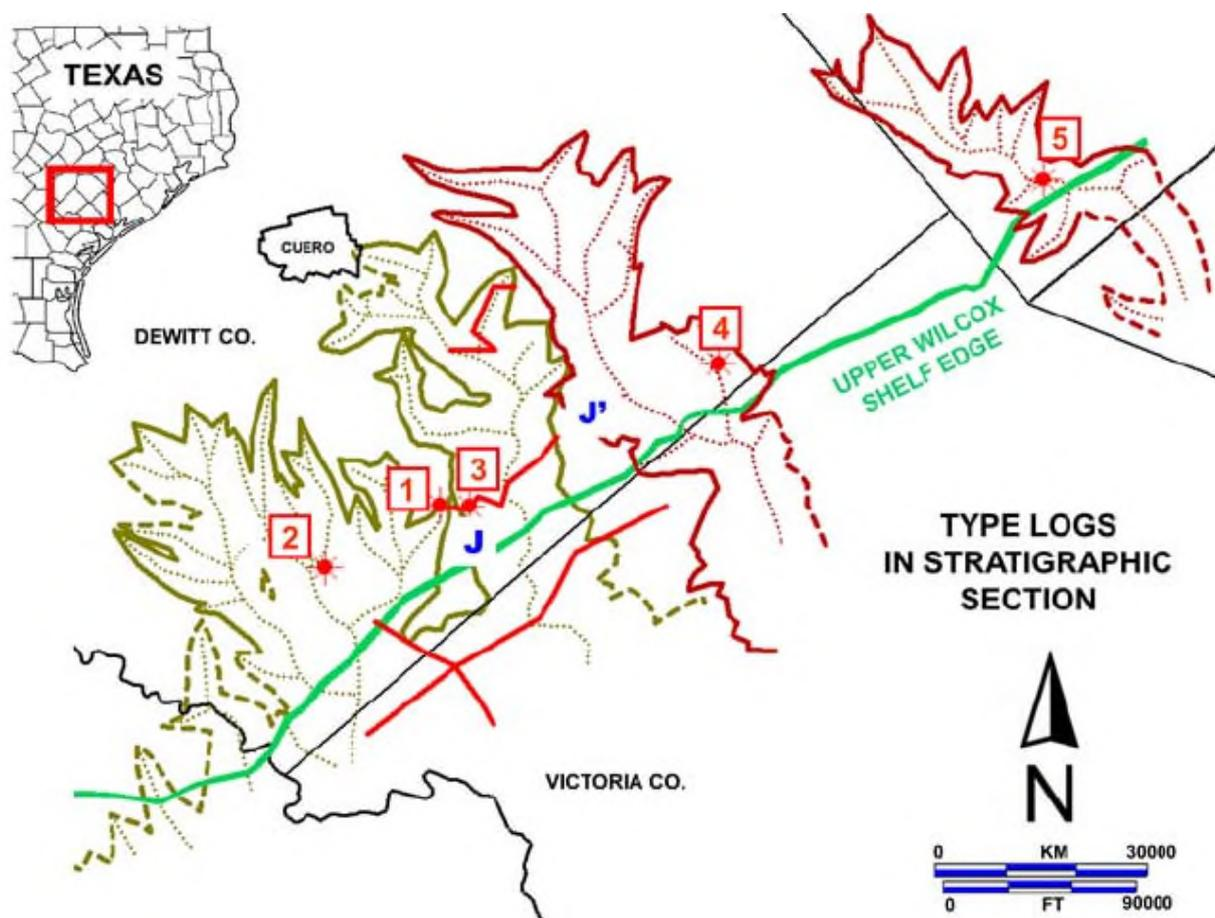 TEXAS
CUERO
DEWITT CO.
5
4
UPPER WILCOX
SHELF EDGE
J'
1
3
2
J
TYPE LOGS
IN STRATIGRAPHIC
SECTION
VICTORIA CO.
N
0 KM 30000
0 FT 90000